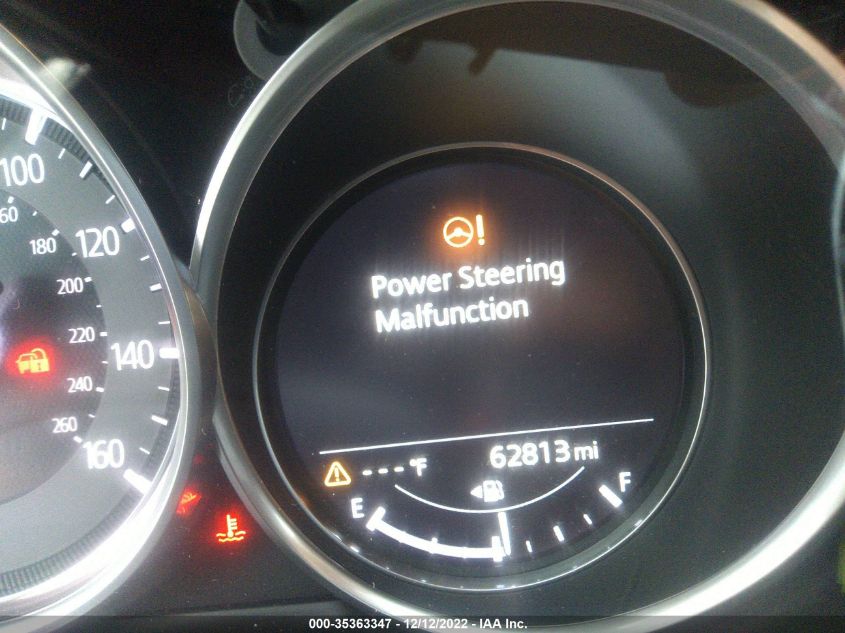 100
60
180
120
200
220
140
240
260
160
Power Steering
Malfunction
---°F
62813 mi
E
F
000-35363347 - 12/12/2022 - IAA Inc.